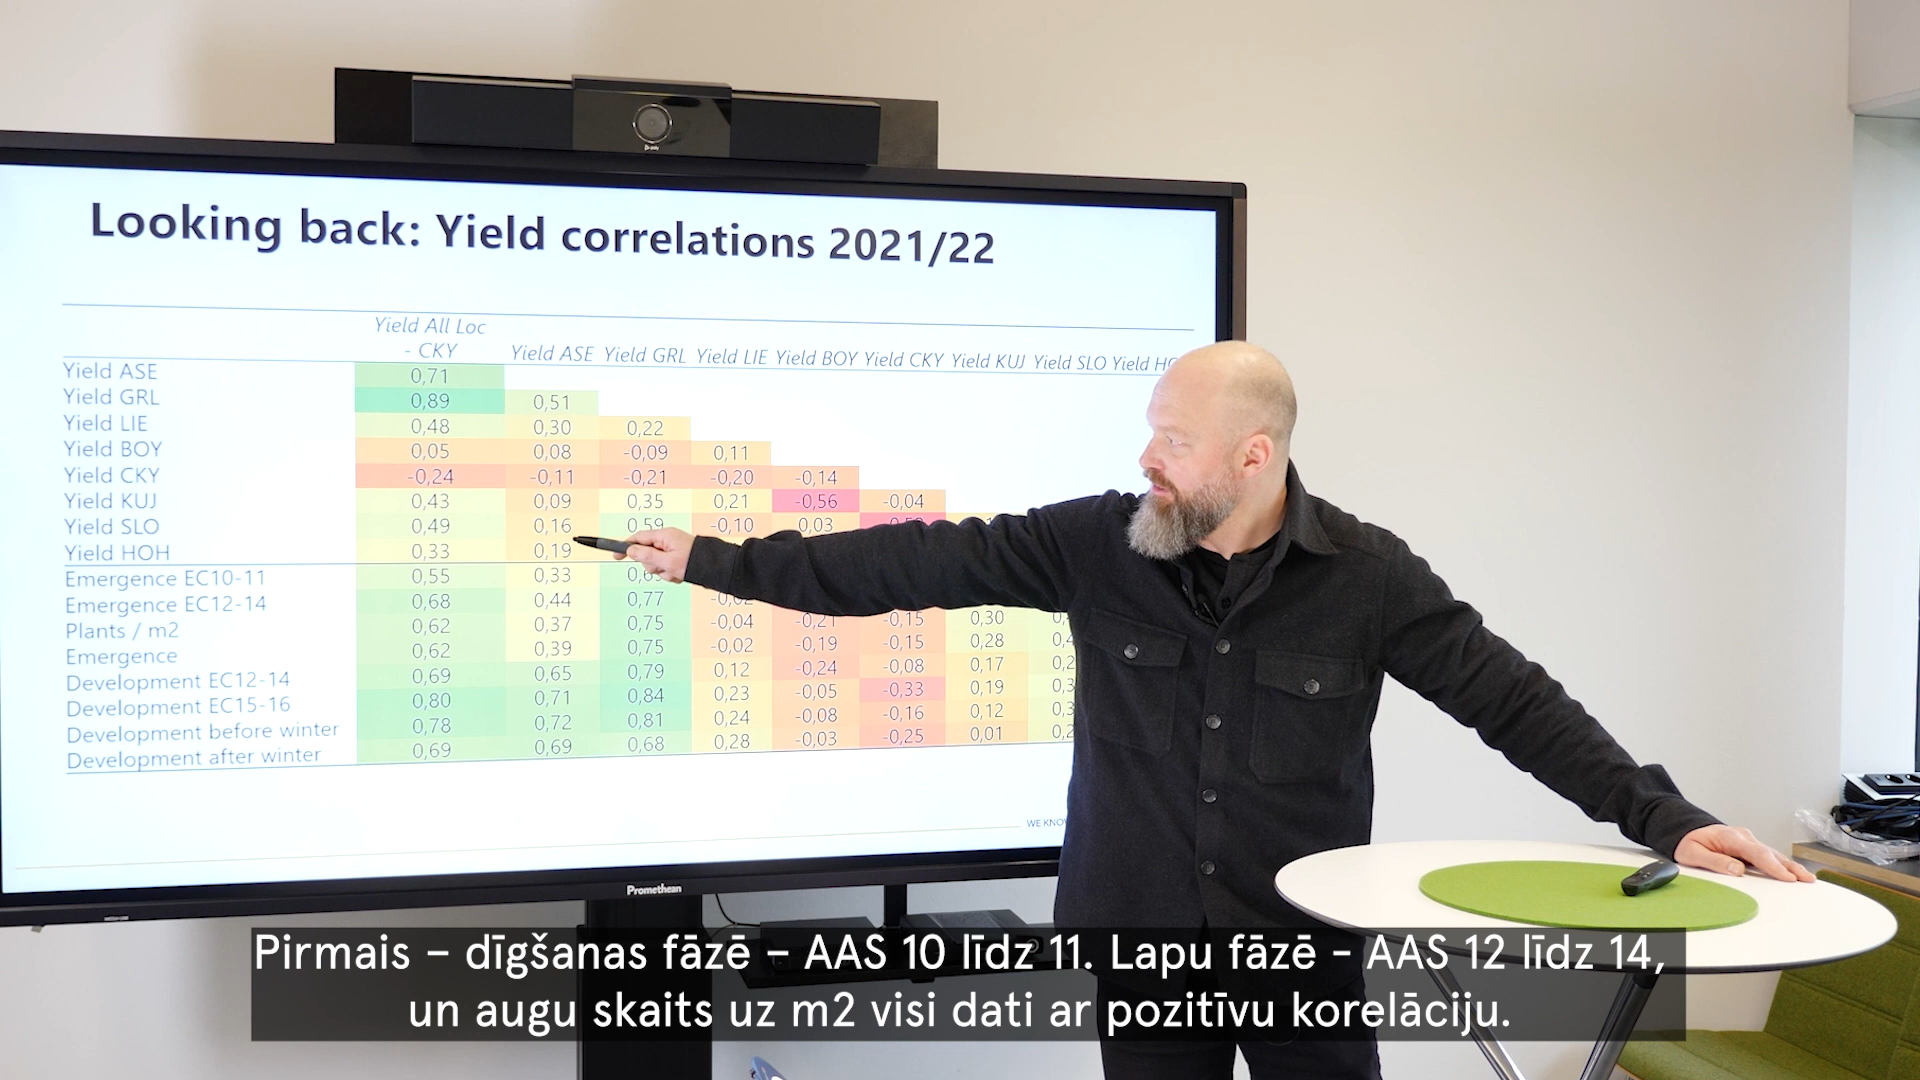 poly
Looking back: Yield correlations 2021/22
Yield All Loc
- CKY Yield ASE Yield GRL Yield LIE Yield BOY Yield CKY Yield KUJ Yield SLO Yield
Yield ASE 0,71
Yield GRL 0,89 0,51
Yield LIE 0,48 0,30 0,22
Yield BOY 0,05 0,08 -0,09 0,11
Yield CKY -0,24 -0,11 -0,21 -0,20 -0,14
Yield KUJ 0,43 0,09 0,35 0,21 -0,56 -0,04
Yield SLO 0,49 0,16 0,59 -0,10 0,03
Yield HOH 0,33 0,19
Emergence EC10-11 0,55 0,33
Emergence EC12-14 0,68 0,44 0,77 -0,02 -0,21 -0,15 0,30
Plants / m2 0,62 0,37 0,75 -0,04 -0,19 -0,15 0,28
Emergence 0,62 0,39 0,75 -0,02 -0,24 -0,08 0,17
Development EC12-14 0,69 0,65 0,79 0,12 -0,05 -0,33 0,19
Development EC15-16 0,80 0,71 0,84 0,23 -0,08 -0,16 0,12
Development before winter 0,78 0,72 0,81 0,24 -0,03 -0,25 0,01
Development after winter 0,69 0,69 0,68 0,28
WE KNO
Promethean
Pirmais – dīgšanas fāzē – AAS 10 līdz 11. Lapu fāzē - AAS 12 līdz 14,
un augu skaits uz m2 visi dati ar pozitīvu korelāciju.